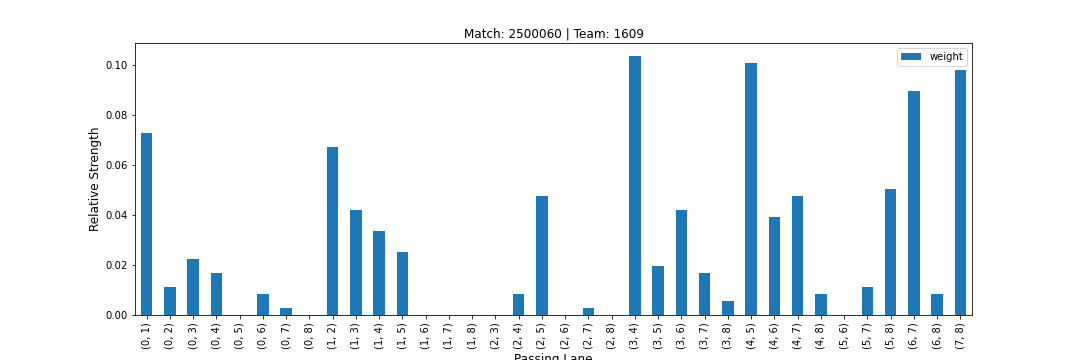 Match: 2500060 | Team: 1609
weight
Relative Strength
0.10
0.08
0.06
0.04
0.02
0.00
(0, 1) (0, 2) (0, 3) (0, 4) (0, 5) (0, 6) (0, 7) (0, 8) (1, 2) (1, 3) (1, 4) (1, 5) (1, 6) (1, 7) (1, 8) (2, 3) (2, 4) (2, 5) (2, 6) (2, 7) (2, 8) (3, 4) (3, 5) (3, 6) (3, 7) (3, 8) (4, 5) (4, 6) (4, 7) (4, 8) (5, 6) (5, 7) (5, 8) (6, 7) (6, 8) (7, 8)
Passing Lane